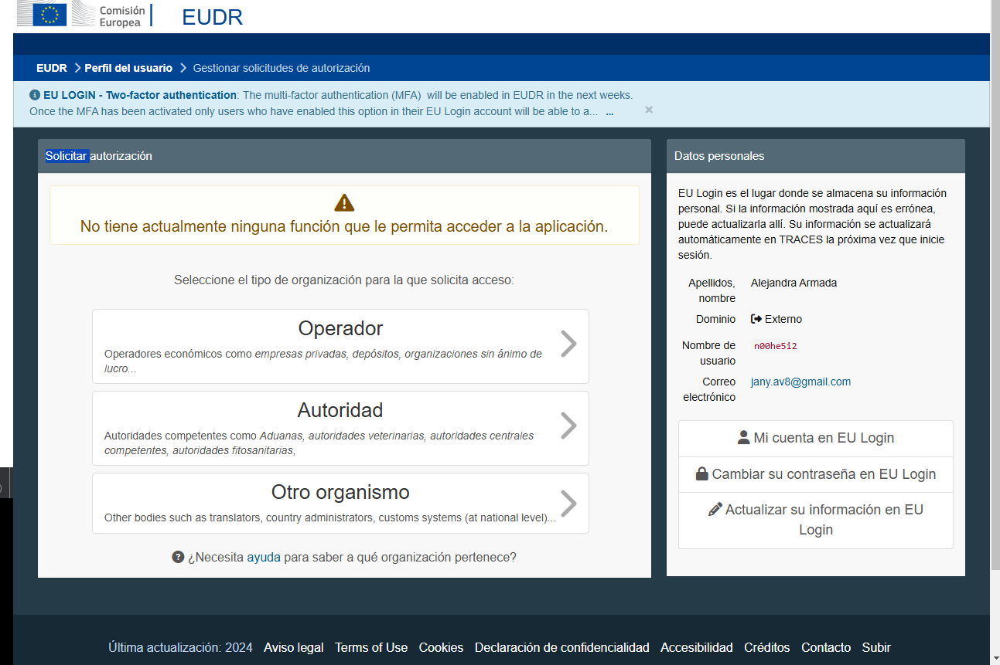 Comisión
Europea
EUDR
EUDR > Perfil del usuario > Gestionar solicitudes de autorización
EU LOGIN - Two-factor authentication: The multi-factor authentication (MFA) will be enabled in EUDR in the next weeks.
Once the MFA has been activated only users who have enabled this option in their EU Login account will be able to a... ...
Solicitar autorización
No tiene actualmente ninguna función que le permita acceder a la aplicación.
Seleccione el tipo de organización para la que solicita acceso:
Operador
Operadores económicos como empresas privadas, depósitos, organizaciones sin ánimo de
lucro...
Autoridad
Autoridades competentes como Aduanas, autoridades veterinarias, autoridades centrales
competentes, autoridades fitosanitarias,
Otro organismo
Other bodies such as translators, country administrators, customs systems (at national level)...
¿Necesita ayuda para saber a qué organización pertenece?
Datos personales
EU Login es el lugar donde se almacena su información
personal. Si la información mostrada aquí es errónea,
puede actualizarla allí. Su información se actualizará
automáticamente en TRACES la próxima vez que inicie
sesión.
Apellidos, Alejandra Armada
nombre
Dominio Externo
Nombre de n00he5i2
usuario
Correo jany.av8@gmail.com
electrónico
Mi cuenta en EU Login
Cambiar su contraseña en EU Login
Actualizar su información en EU
Login
Última actualización: 2024 Aviso legal Terms of Use Cookies Declaración de confidencialidad Accesibilidad Créditos Contacto Subir